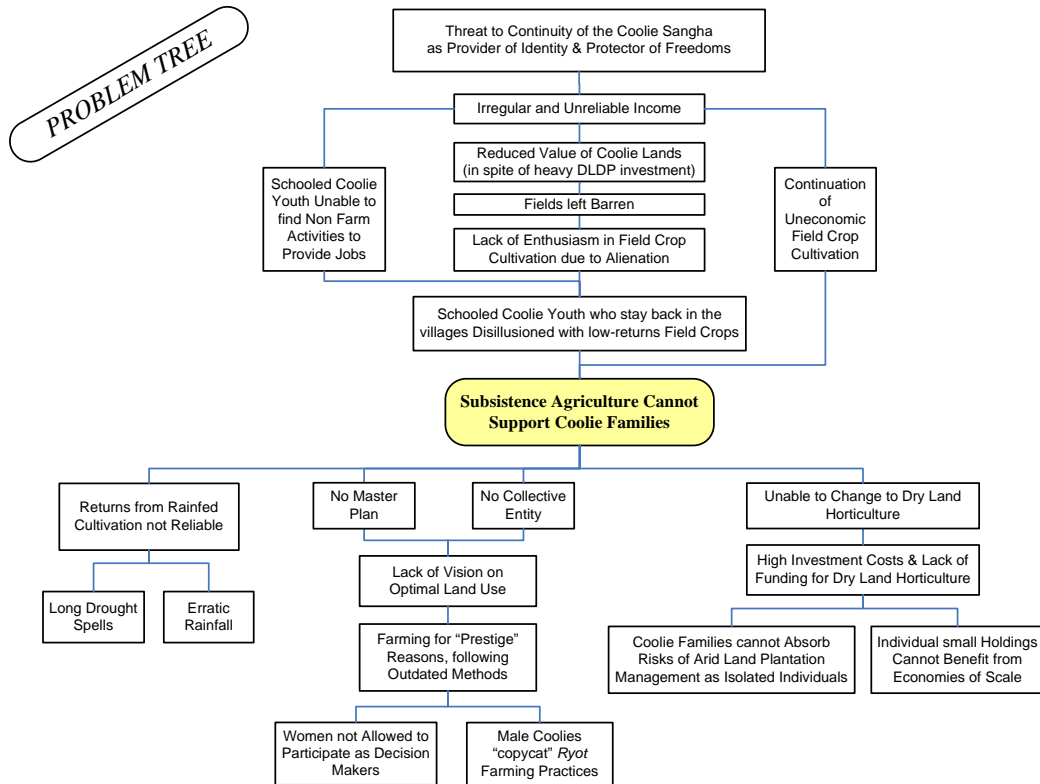 PROBLEM TREE
Threat to Continuity of the Coolie Sangha
as Provider of Identity & Protector of Freedoms
Irregular and Unreliable Income
Reduced Value of Coolie Lands
(in spite of heavy DLDP investment)
Schooled Coolie
Youth Unable to
find Non Farm
Activities to
Provide Jobs
Continuation
of
Uneconomic
Field Crop
Cultivation
Fields left Barren
Lack of Enthusiasm in Field Crop
Cultivation due to Alienation
Schooled Coolie Youth who stay back in the
villages Disillusioned with low-returns Field Crops
Subsistence Agriculture Cannot
Support Coolie Families
Returns from Rainfed
Cultivation not Reliable
No Master
Plan
No Collective
Entity
Unable to Change to Dry Land
Horticulture
Long Drought
Spells
Erratic
Rainfall
Lack of Vision on
Optimal Land Use
High Investment Costs & Lack of
Funding for Dry Land Horticulture
Farming for “Prestige”
Reasons, following
Outdated Methods
Coolie Families cannot Absorb
Risks of Arid Land Plantation
Management as Isolated Individuals
Individual small Holdings
Cannot Benefit from
Economies of Scale
Women not Allowed to
Participate as Decision
Makers
Male Coolies
“copycat” Ryot
Farming Practices